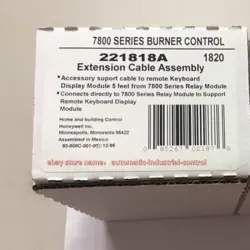 7800 SERIES BURNER CONTROL
221818A 1820
Extension Cable Assembly
• Accessory suport cable to remote Keyboard
Display Module 5 feet from 7800 Series Relay Module
• Connects directly to 7800 Series Module to Support
Remote Keyboard Display
Module
Home and building Control
Honeywell Inc.
Minneapolis, Minnesota 55422
Assembled in Mexico
ebay store name: automatic-industrial-control